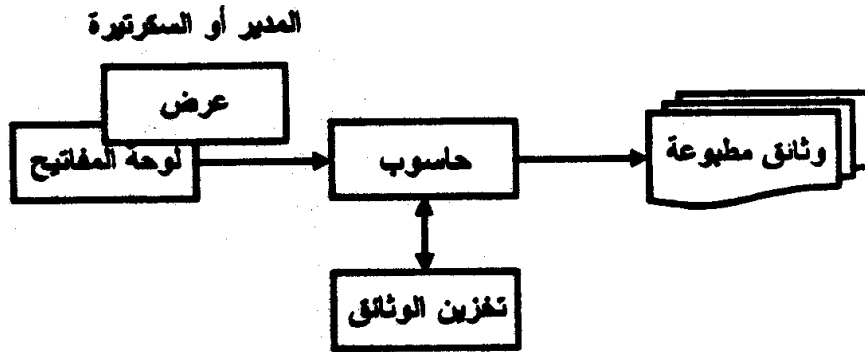 المدير أو السكرتيرة
عرض
لوحة المفاتيح
حاسوب
وثائق مطبوعة
تخزين الوثائق